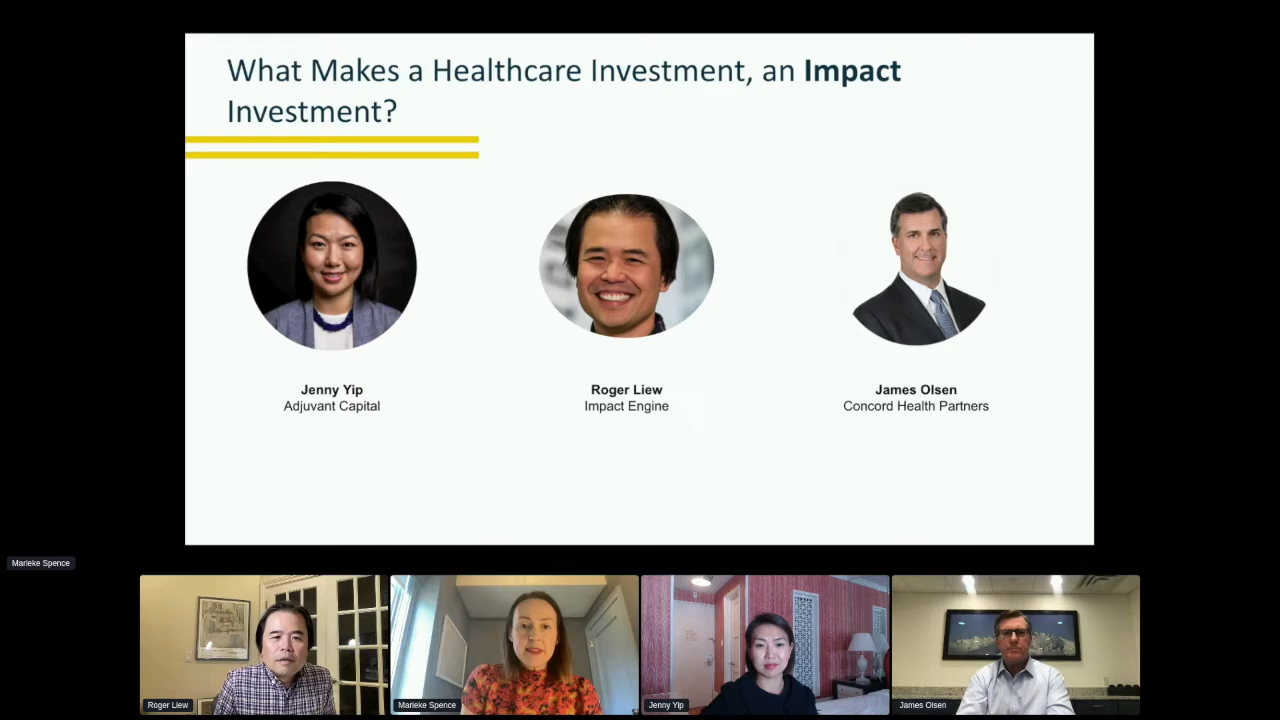 What Makes a Healthcare Investment, an Impact
Investment?
Jenny Yip
Adjuvant Capital
Roger Liew
Impact Engine
James Olsen
Concord Health Partners
Marieke Spence
Roger Liew
Marieke Spence
Jenny Yip
James Olsen